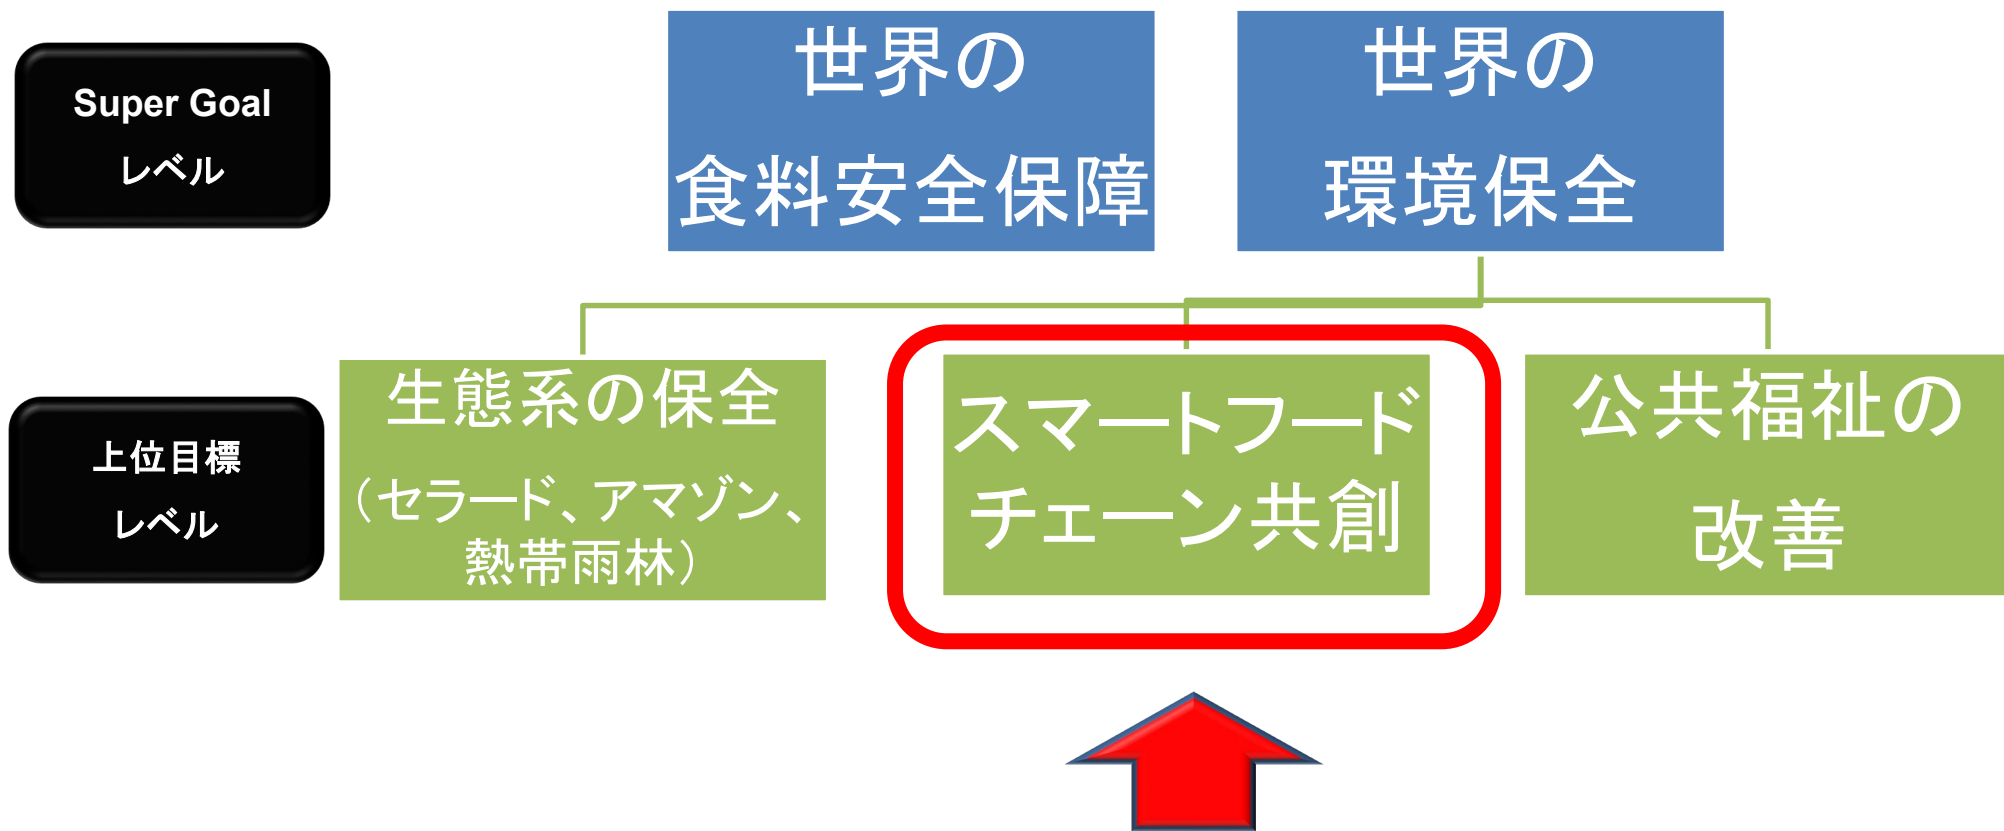 Super Goal
レベル
世界の
食料安全保障
世界の
環境保全
上位目標
レベル
生態系の保全
（セラード、アマゾン、
熱帯雨林）
スマートフード
チェーン共創
公共福祉の
改善